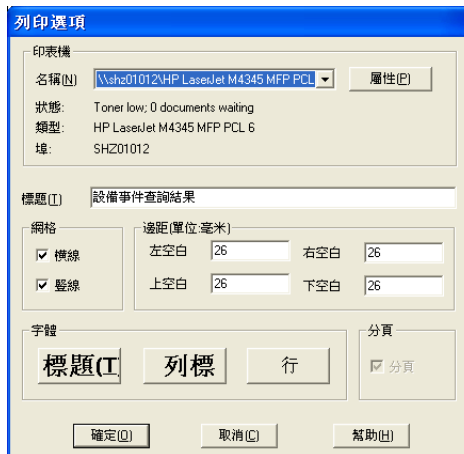 列印選項
印表機
名稱(N) \\shz01012\HP LaserJet M4345 MFP PCL 屬性(P)
狀態: Toner low; 0 documents waiting
類型: HP LaserJet M4345 MFP PCL 6
埠: SHZ01012
標題(T) 設備事件查詢結果
網格 邊距(單位:毫米)
橫線 左空白 26 右空白 26
豎線 上空白 26 下空白 26
字體 分頁
標題(T 列標 行 分頁
確定(O) 取消(C) 幫助(H)